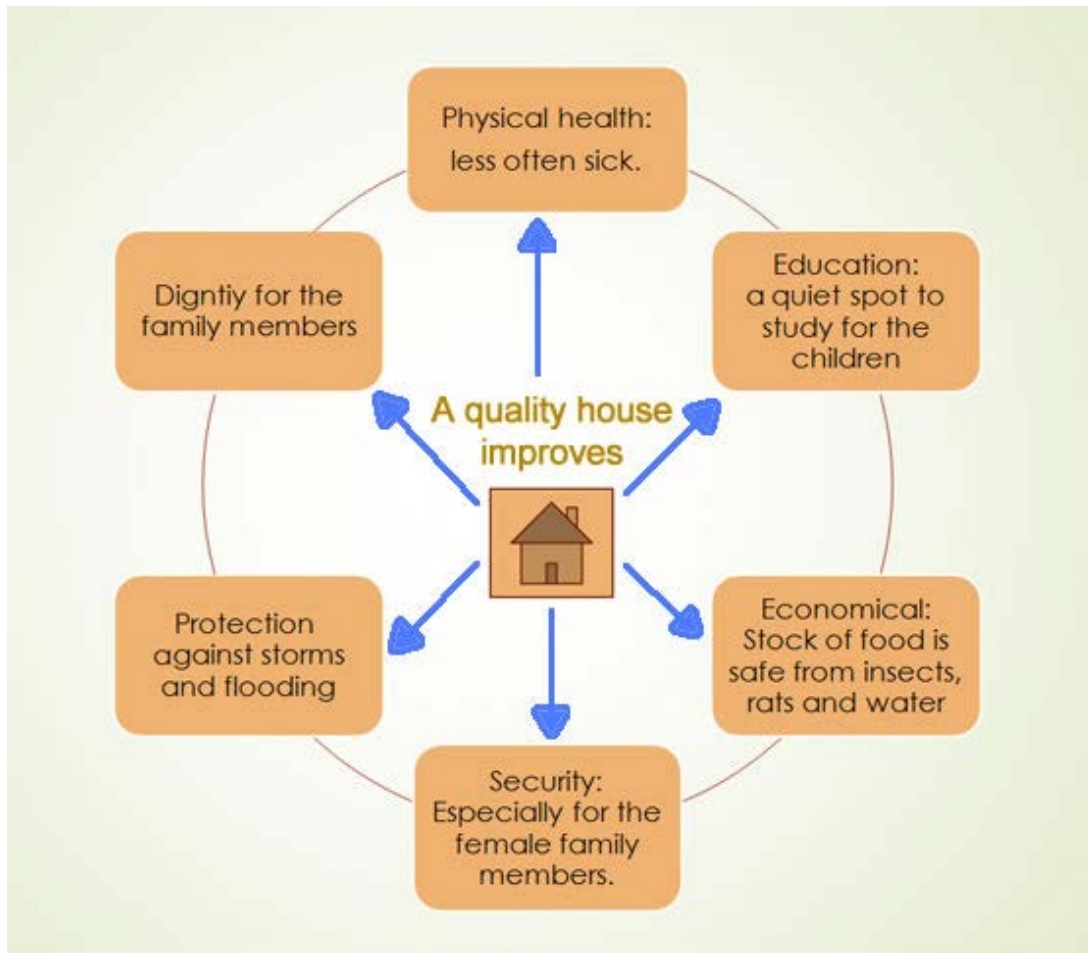 Physical health:
less often sick.
Digntiy for the
family members
Education:
a quiet spot to
study for the
children
A quality house
improves
Protection
against storms
and flooding
Economical:
Stock of food is
safe from insects,
rats and water
Security:
Especially for the
female family
members.